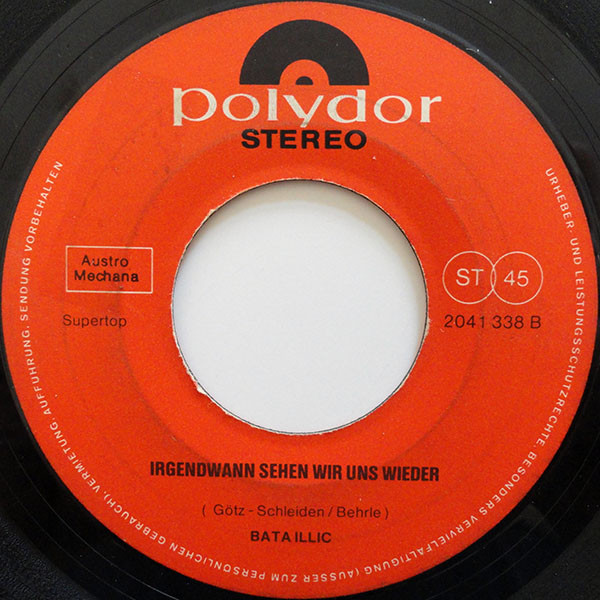 polydor
STEREO
Austro
Mechana
Supertop
ST 45
2041 338 B
IRGENDWANN SEHEN WIR UNS WIEDER
( Götz - Schleiden / Behrle )
BATA ILLIC
URHEBER- UND LEISTUNGSSCHUTZRECHTE, BESONDERS VERVIELFÄLTIGUNG (AUSSER ZUM PERSÖNLICHEN GEBRAUCH), VERMIETUNG, AUFFÜHRUNG, SENDUNG VORBEHALTEN